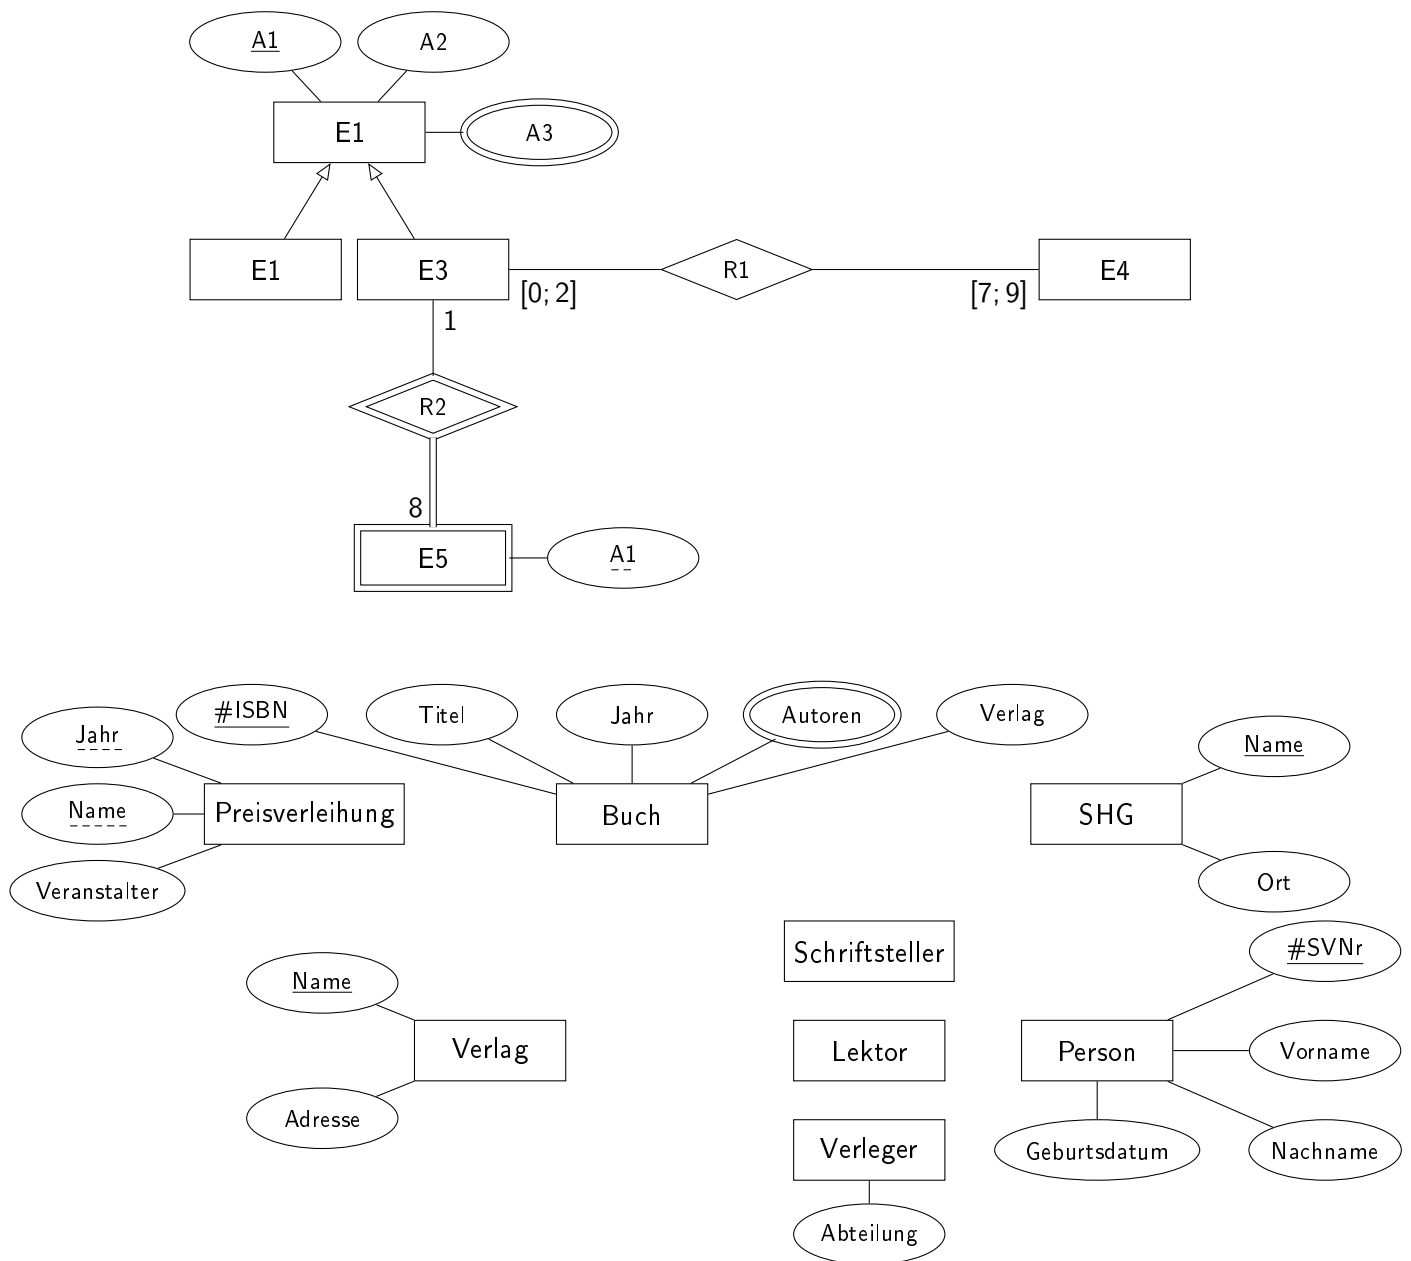 A1
A2
E1
A3
E1
E3
R1
E4
[0; 2]
[7; 9]
1
R2
8
E5
A1
#ISBN
Titel
Jahr
Autoren
Verlag
Jahr
Name
Name
Preisverleihung
Buch
SHG
Veranstalter
Ort
Schriftsteller
#SVNr
Name
Verlag
Lektor
Person
Vorname
Adresse
Verleger
Geburtsdatum
Nachname
Abteilung